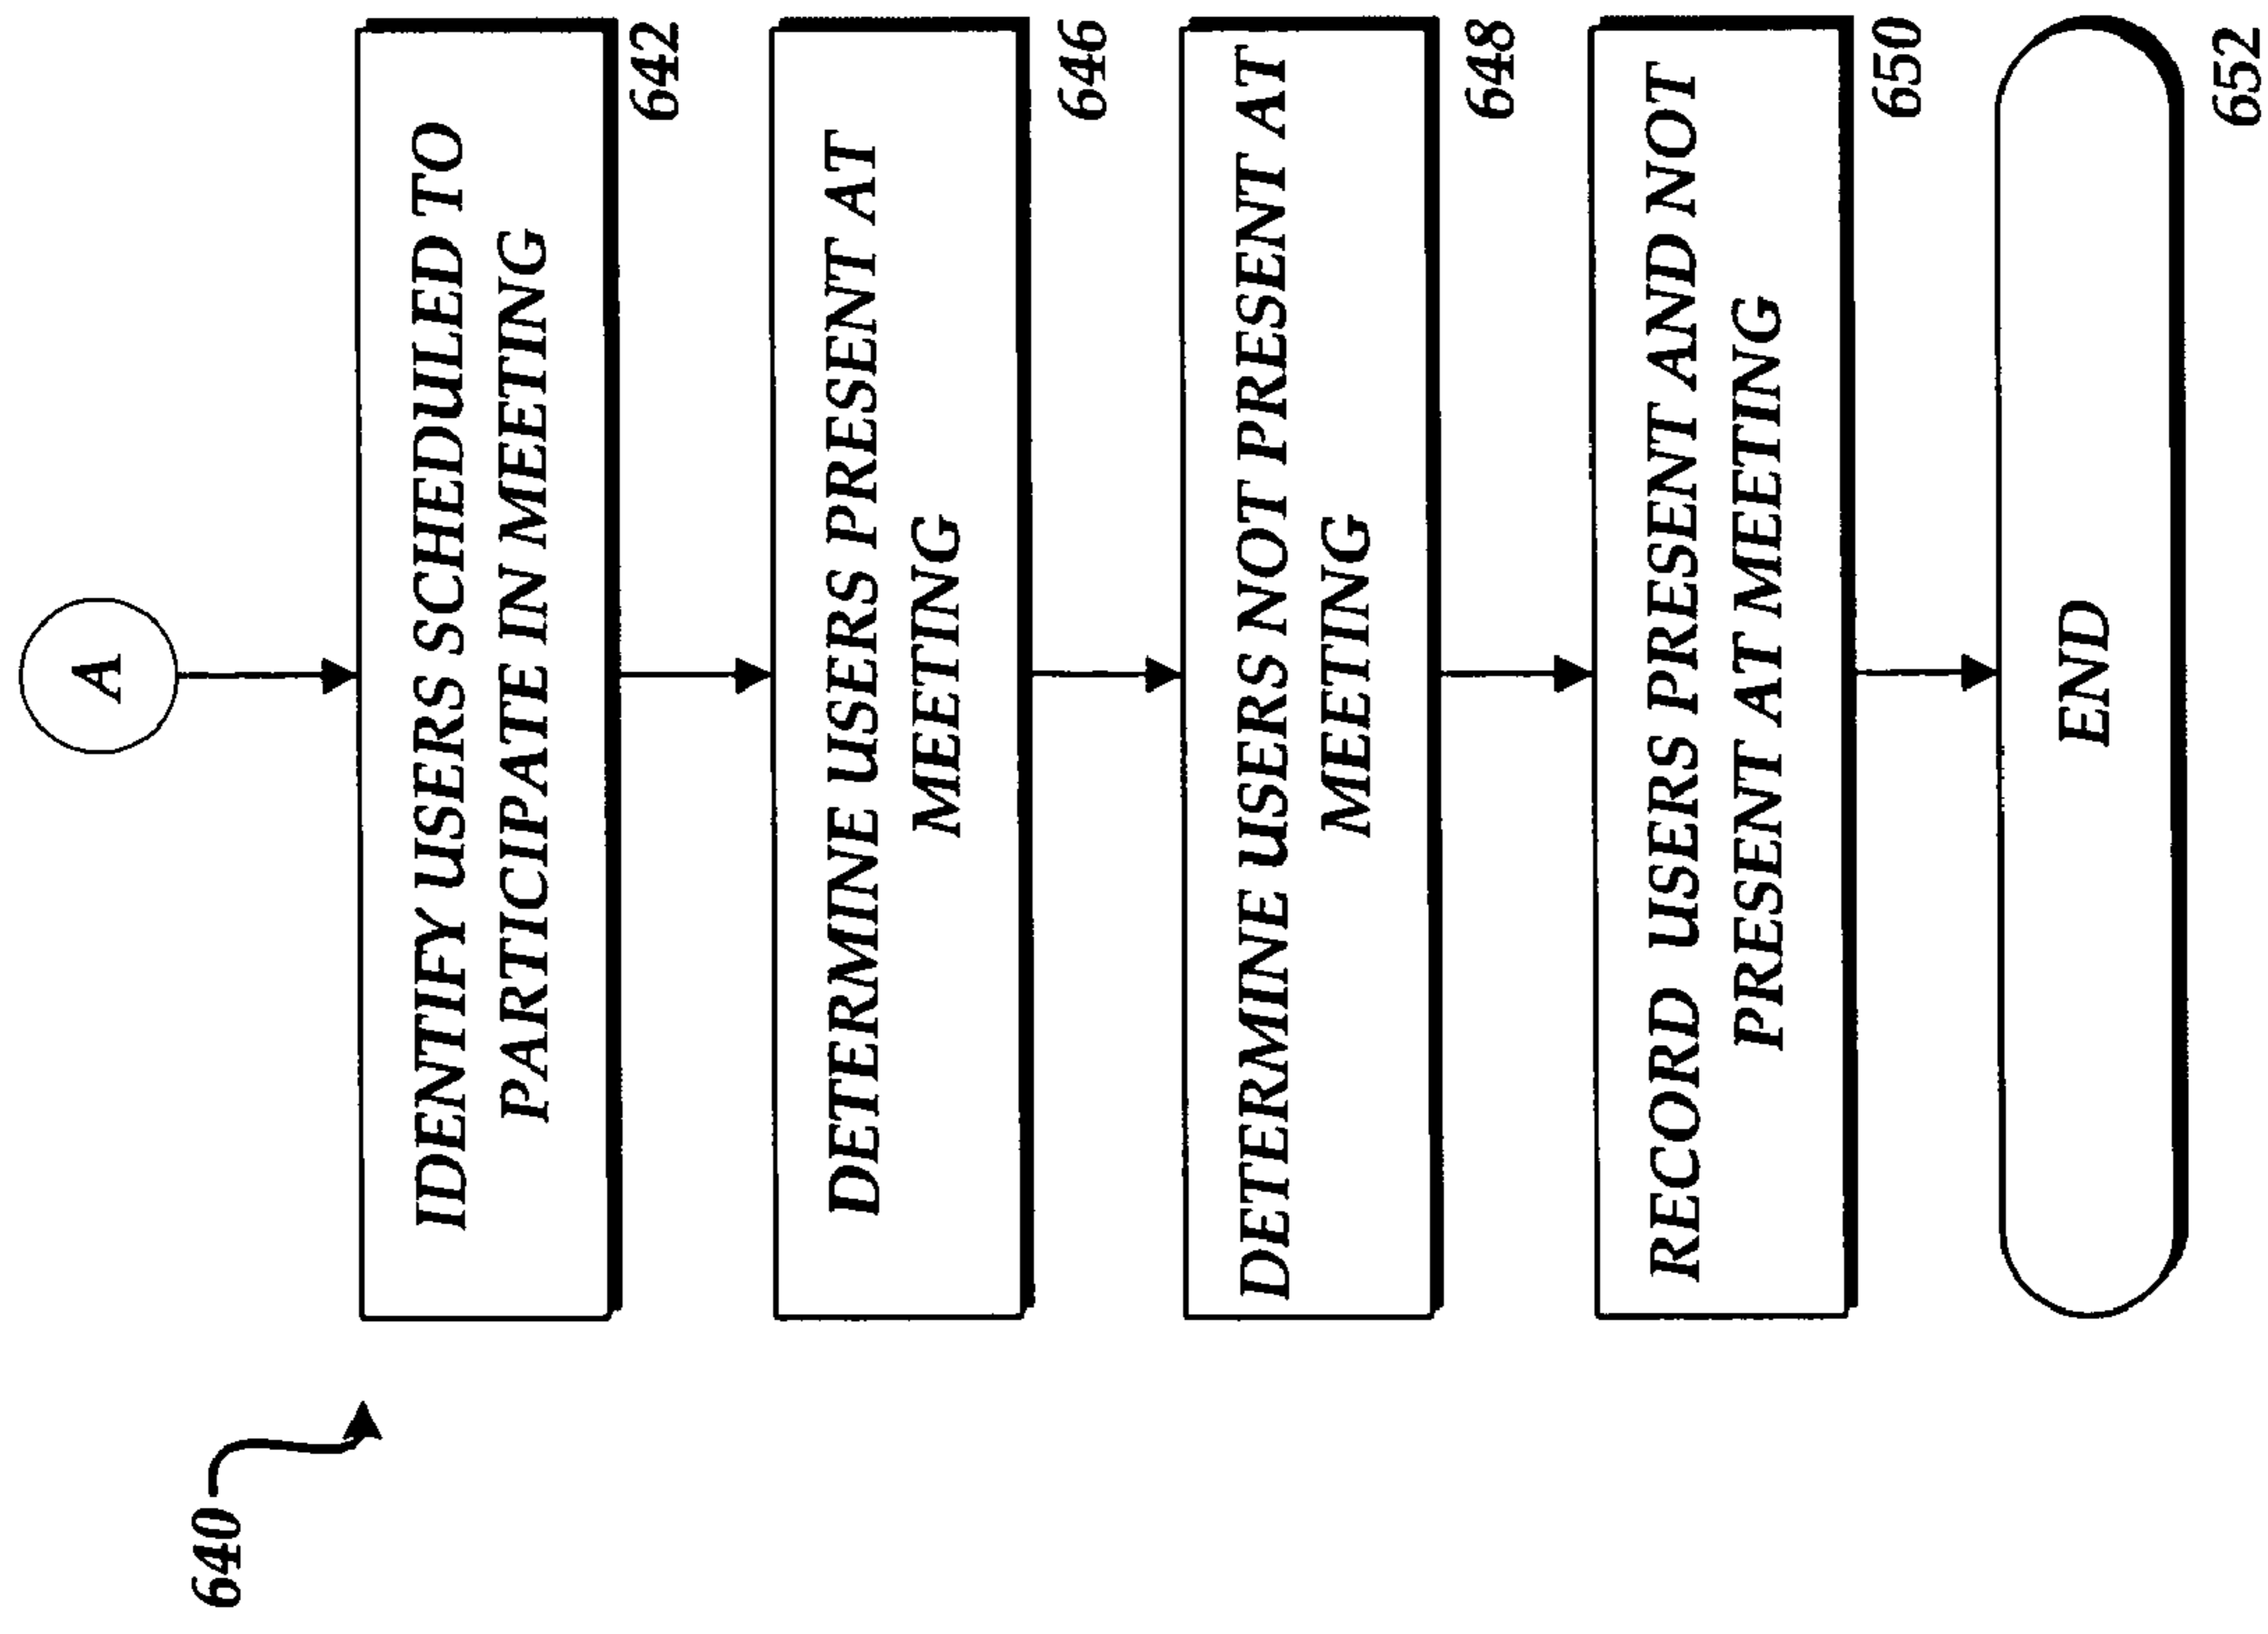 640
A
IDENTIFY USERS SCHEDULED TO
PARTICIPATE IN MEETING
642
DETERMINE USERS PRESENT AT
MEETING
646
DETERMINE USERS NOT PRESENT AT
MEETING
648
RECORD USERS PRESENT AND NOT
PRESENT AT MEETING
650
END
652